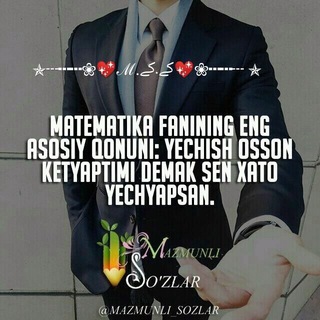 M.S.S
MATEMATIKA FANINING ENG
ASOSIY QONUNI: YECHISH OSSON
KETYAPTIMI DEMAK SEN XATO
YECHYAPSAN.
MAZMUNLI
SO'ZLAR
@MAZMUNLI_SOZLAR